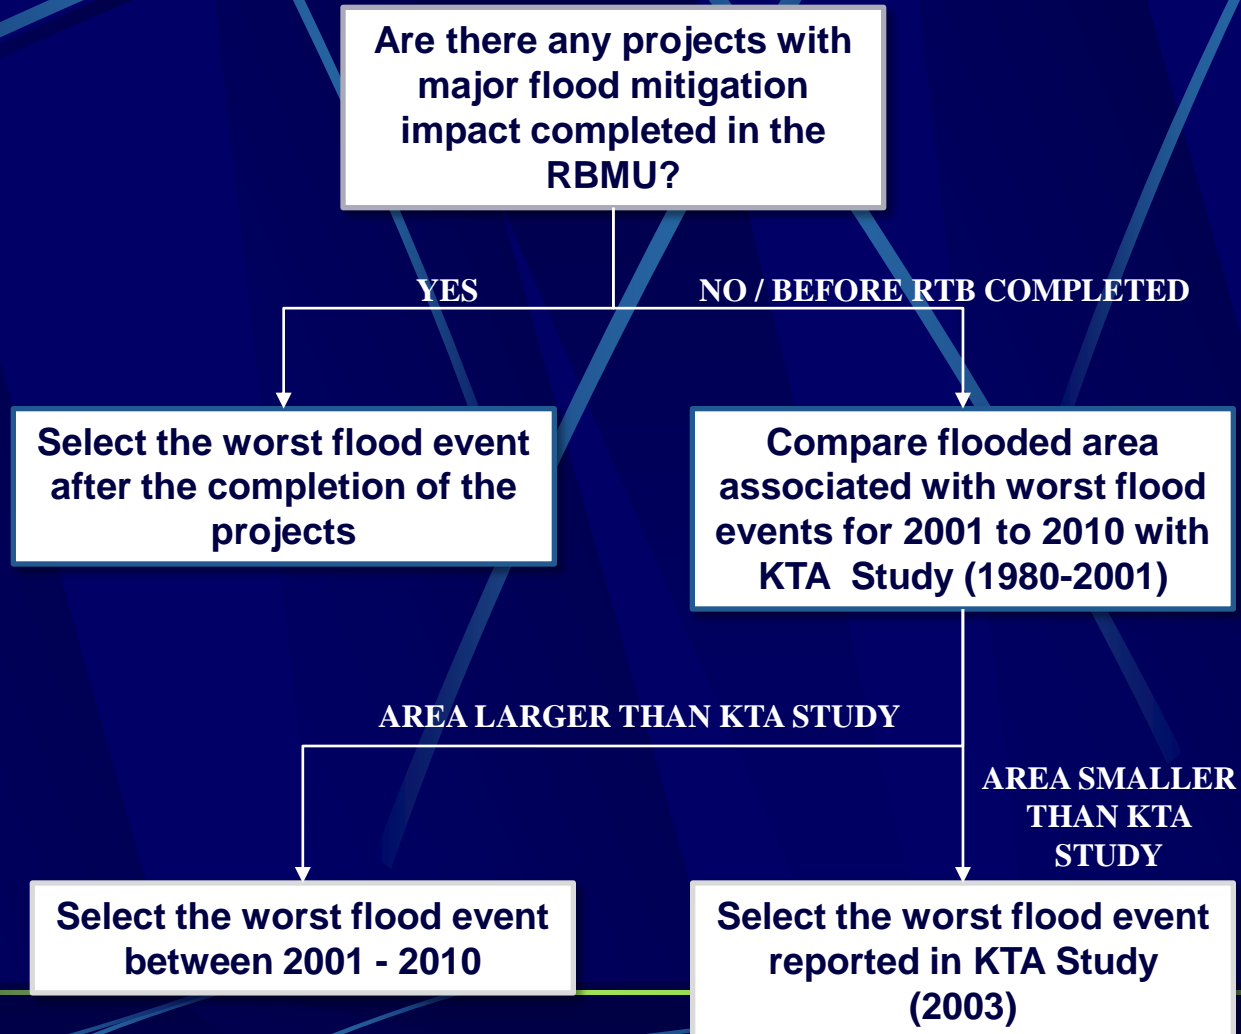 Are there any projects with
major flood mitigation
impact completed in the
RBMU?
YES
NO / BEFORE RTB COMPLETED
Select the worst flood event
after the completion of the
projects
Compare flooded area
associated with worst flood
events for 2001 to 2010 with
KTA Study (1980-2001)
AREA LARGER THAN KTA STUDY
AREA SMALLER
THAN KTA
STUDY
Select the worst flood event
between 2001 - 2010
Select the worst flood event
reported in KTA Study
(2003)